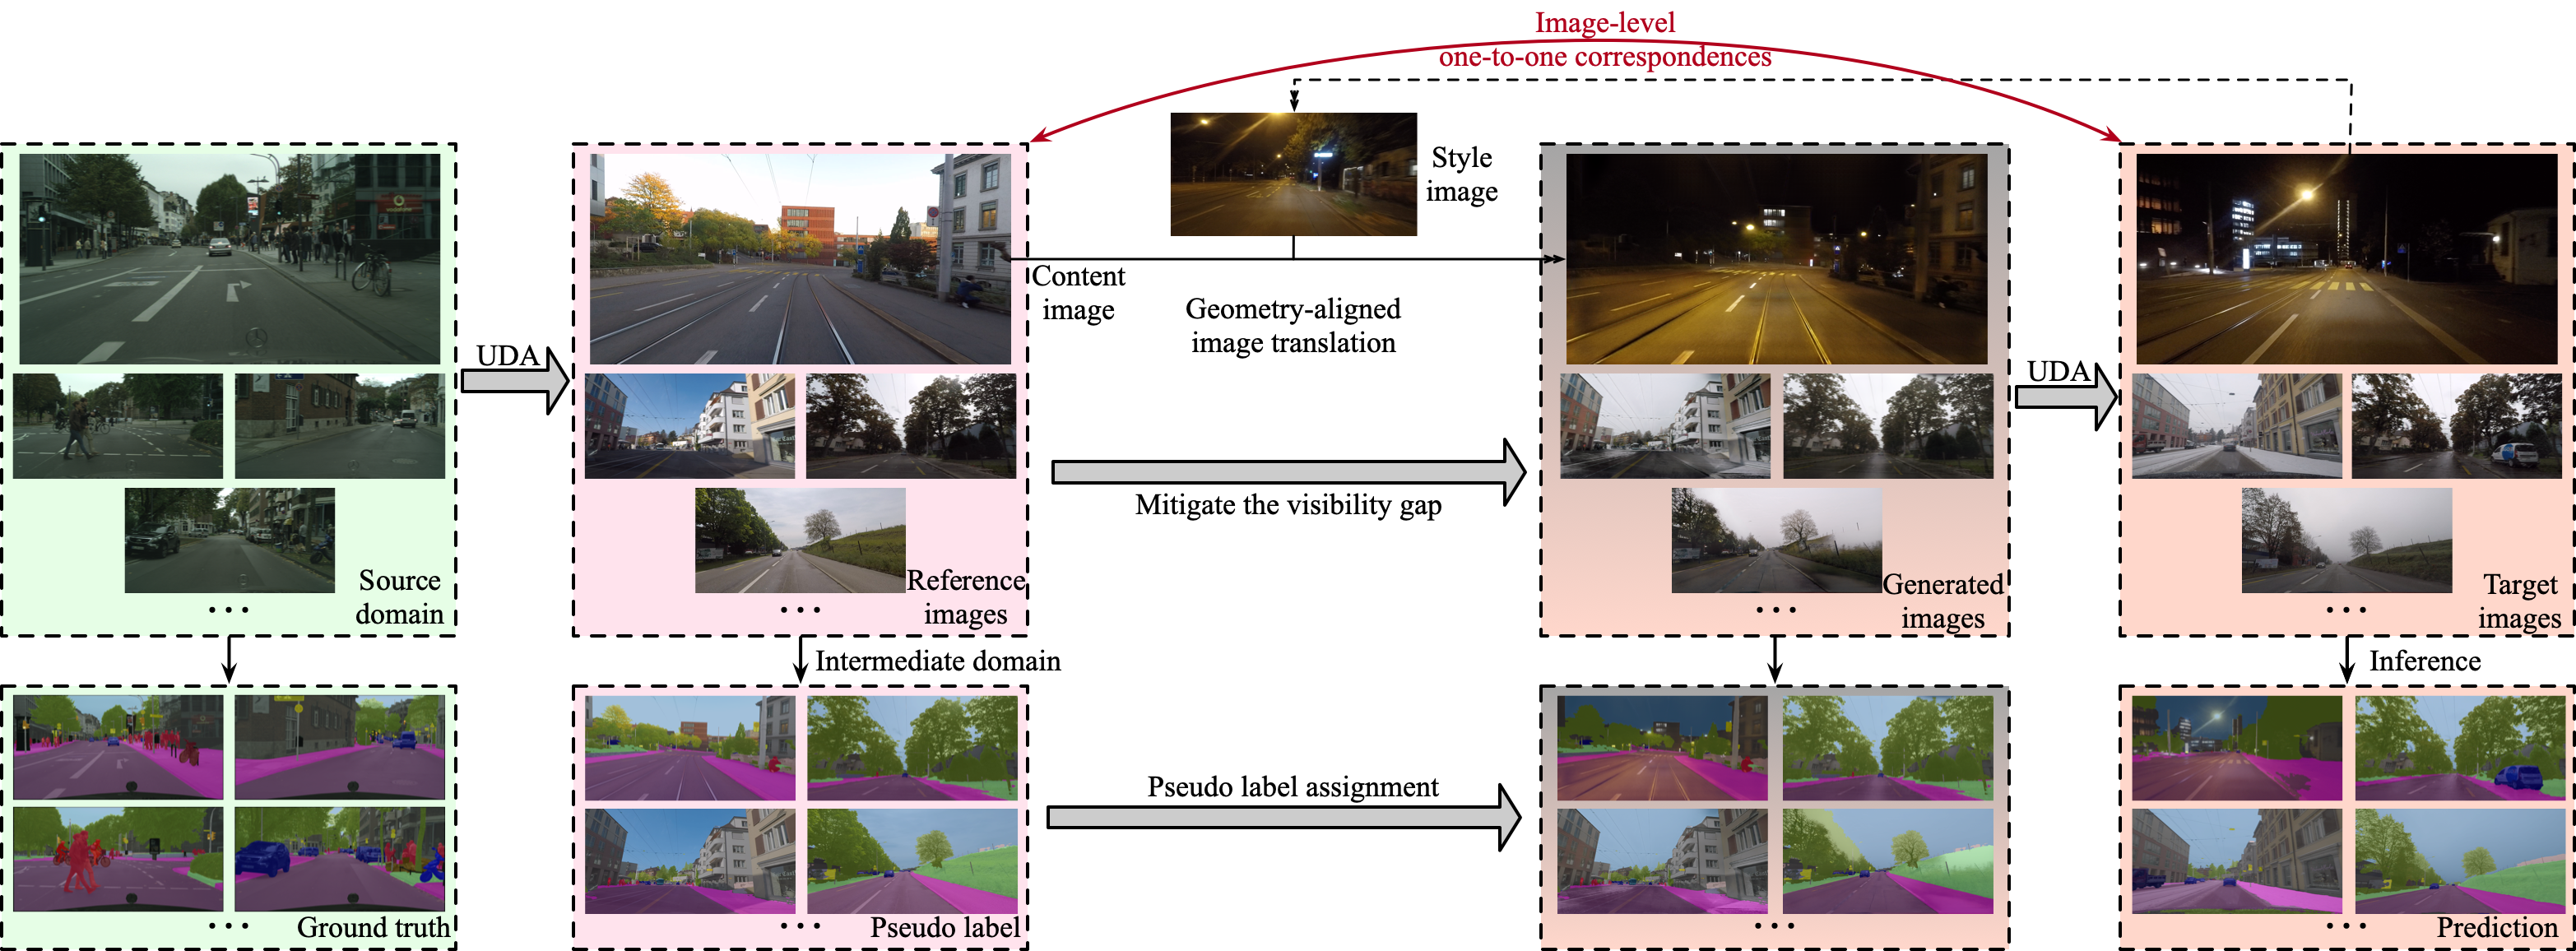 Image-level
one-to-one correspondences
Style
image
Content
image
Geometry-aligned
image translation
UDA
UDA
Mitigate the visibility gap
Source
domain
Reference
images
Generated
images
Target
images
Intermediate domain
Inference
Pseudo label assignment
Ground truth
Pseudo label
Prediction